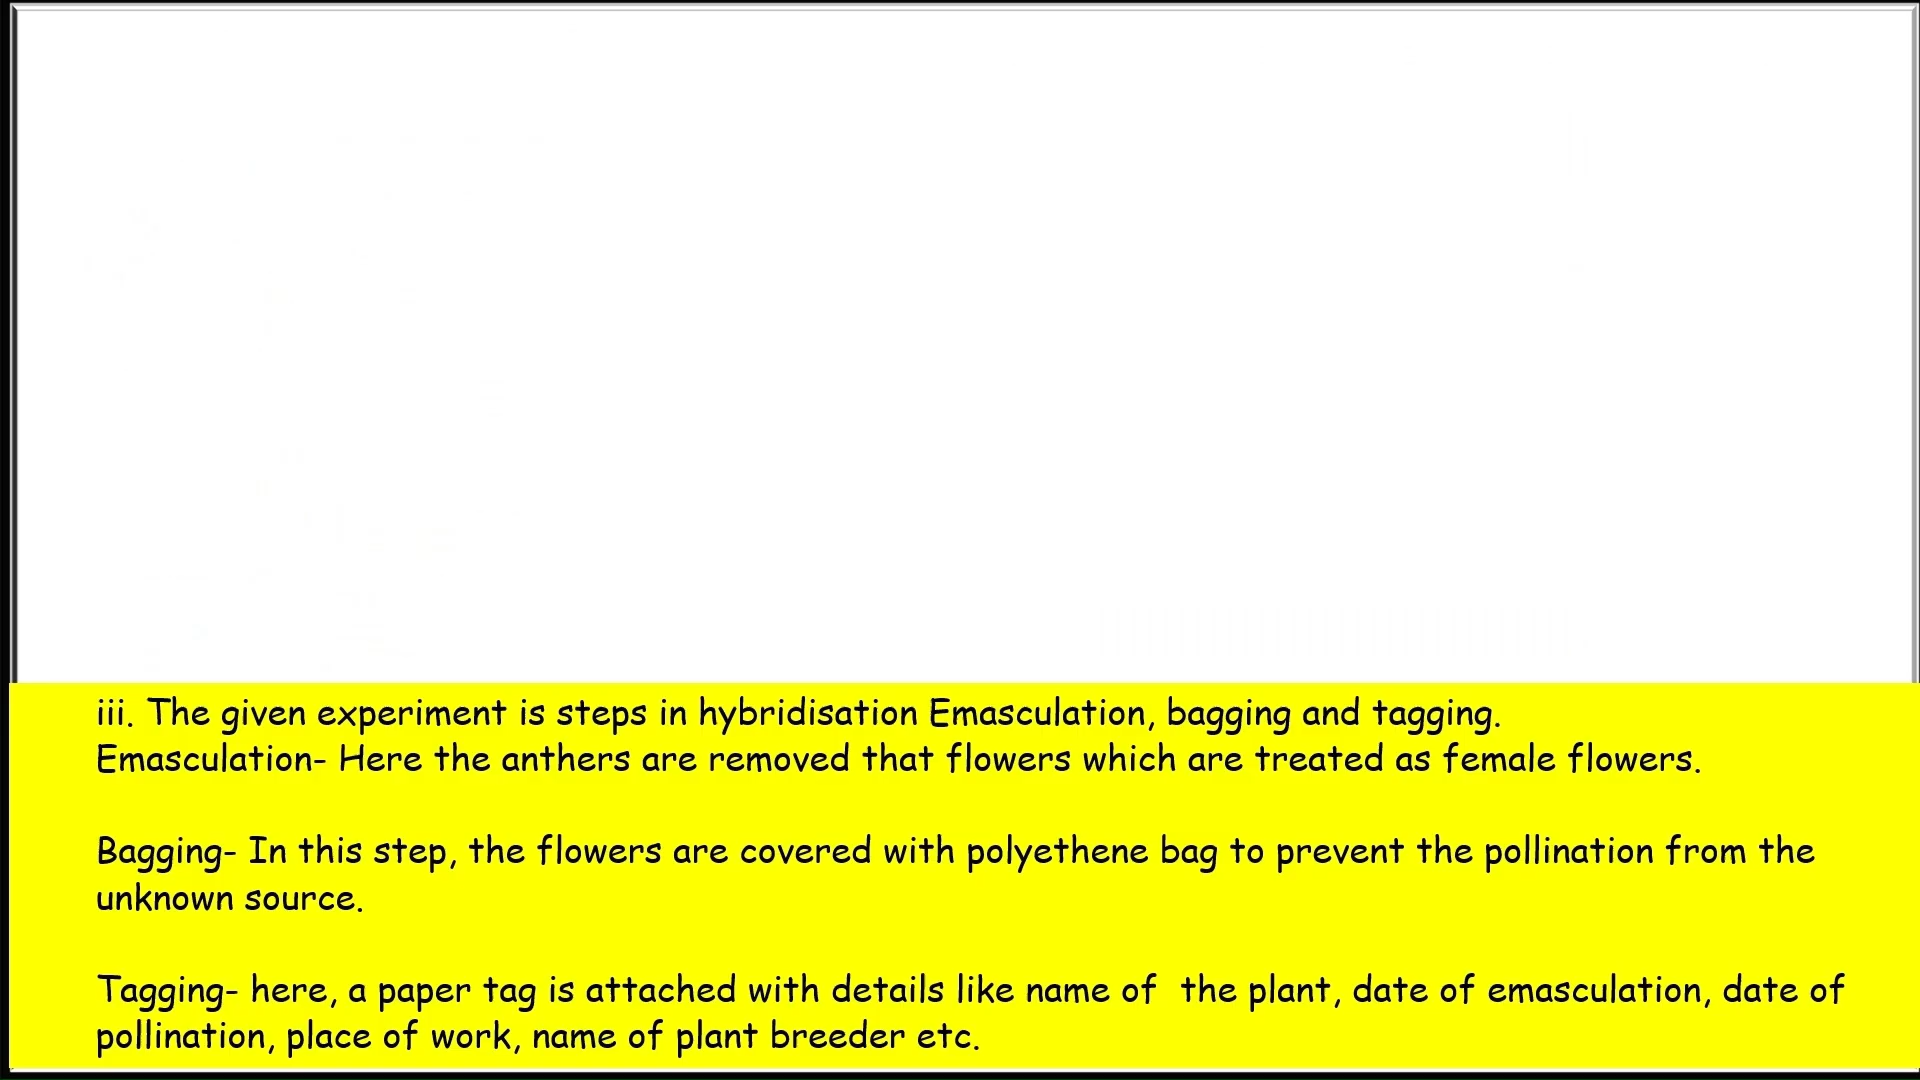 iii. The given experiment is steps in hybridisation Emasculation, bagging and tagging.
Emasculation- Here the anthers are removed that flowers which are treated as female flowers.
Bagging- In this step, the flowers are covered with polyethene bag to prevent the pollination from the
unknown source.
Tagging- here, a paper tag is attached with details like name of  the plant, date of emasculation, date of
pollination, place of work, name of plant breeder etc.